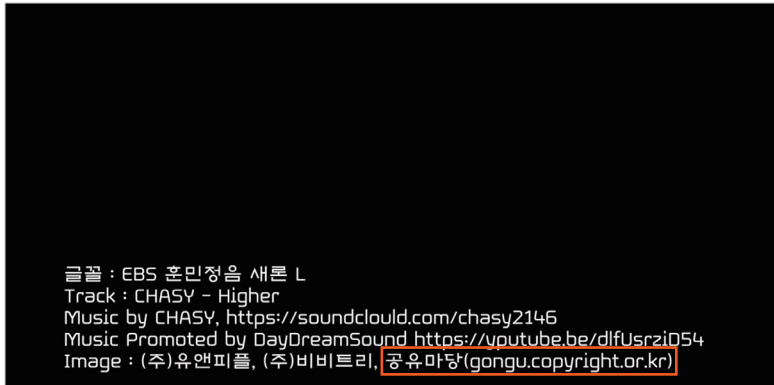 글꼴 : EBS 훈민정음 새론 L
Track : CHASY - Higher
Music by CHASY, https://soundclould.com/chasy2146
Music Promoted by DayDreamSound https://yputube.be/dlfUsrziD54
Image : (주)유앤피플, (주)비비트리, 공유마당(gongu.copyright.or.kr)